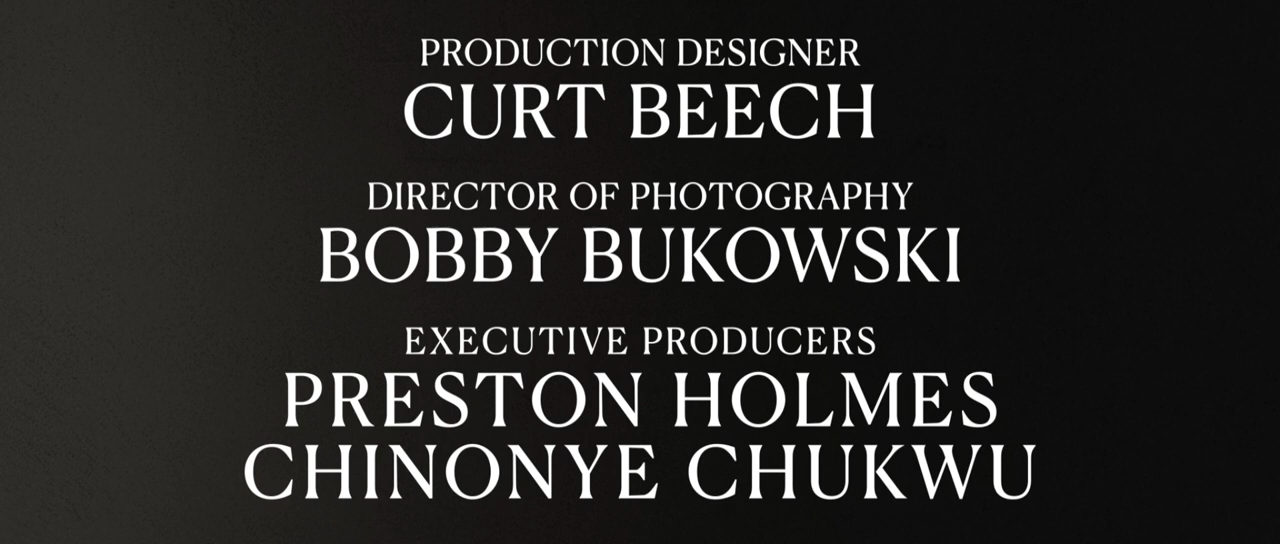 PRODUCTION DESIGNER
CURT BEECH
DIRECTOR OF PHOTOGRAPHY
BOBBY BUKOWSKI
EXECUTIVE PRODUCERS
PRESTON HOLMES
CHINONYE CHUKWU